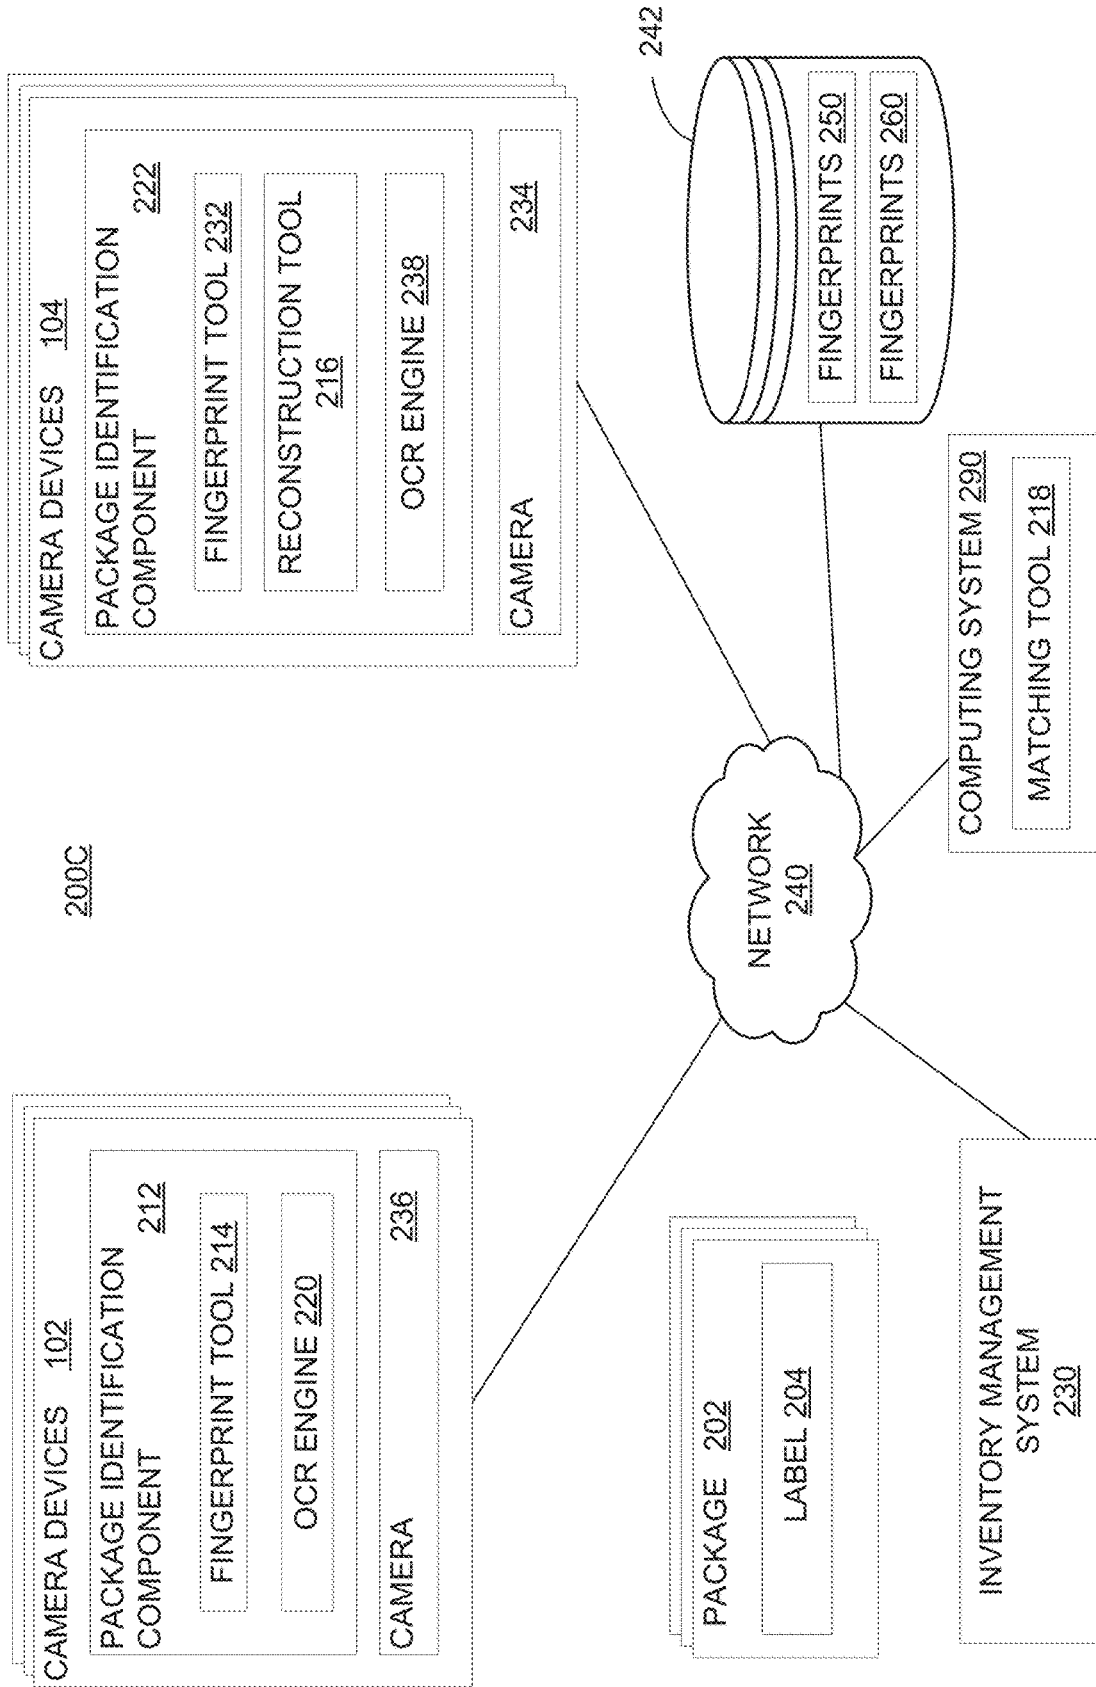 200C
CAMERA DEVICES 102
PACKAGE IDENTIFICATION
COMPONENT
212
FINGERPRINT TOOL 214
OCR ENGINE 220
CAMERA
236
CAMERA DEVICES 104
PACKAGE IDENTIFICATION
COMPONENT
222
FINGERPRINT TOOL 232
RECONSTRUCTION TOOL
216
OCR ENGINE 238
CAMERA
234
PACKAGE 202
LABEL 204
NETWORK
240
242
FINGERPRINTS 250
FINGERPRINTS 260
INVENTORY MANAGEMENT
SYSTEM
230
COMPUTING SYSTEM 290
MATCHING TOOL 218